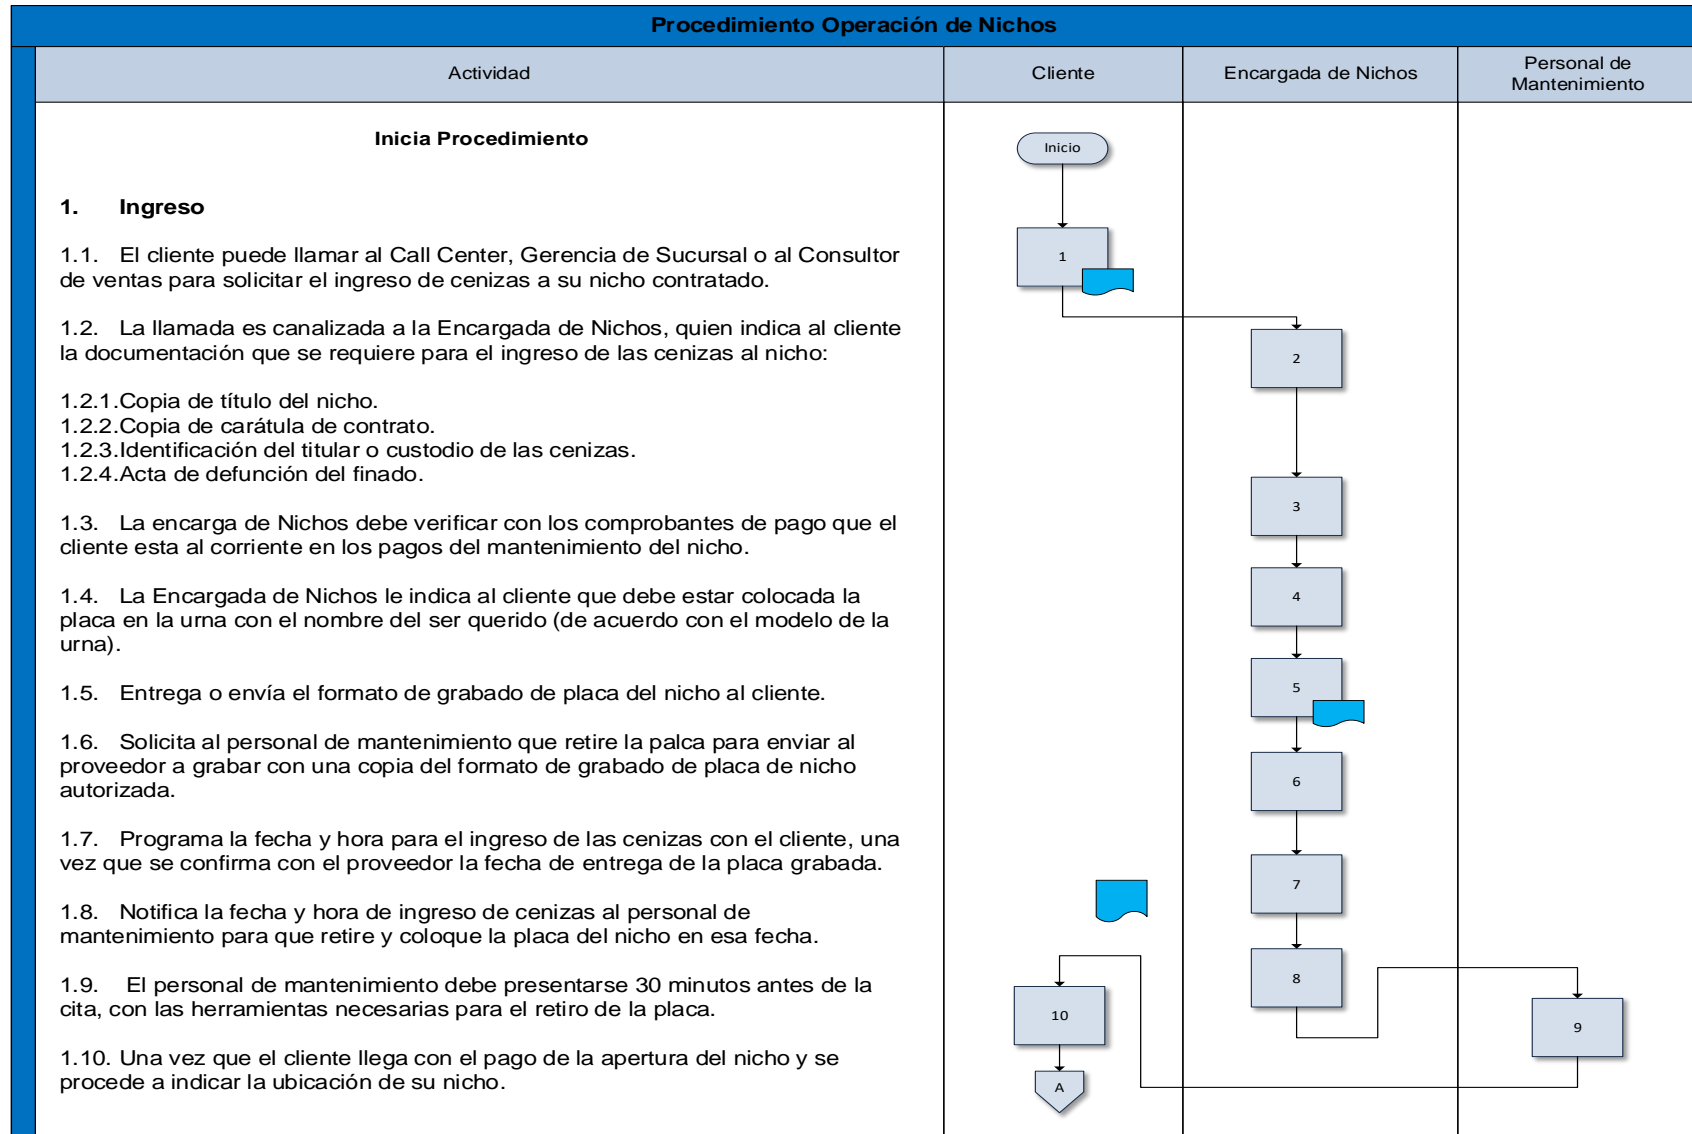 Procedimiento Operación de Nichos
Actividad
Cliente
Encargada de Nichos
Personal de
Mantenimiento
Inicia Procedimiento
1. Ingreso
1.1. El cliente puede llamar al Call Center, Gerencia de Sucursal o al Consultor
de ventas para solicitar el ingreso de cenizas a su nicho contratado.
1.2. La llamada es canalizada a la Encargada de Nichos, quien indica al cliente
la documentación que se requiere para el ingreso de las cenizas al nicho:
1.2.1.Copia de título del nicho.
1.2.2.Copia de carátula de contrato.
1.2.3.Identificación del titular o custodio de las cenizas.
1.2.4.Acta de defunción del finado.
1.3. La encarga de Nichos debe verificar con los comprobantes de pago que el
cliente esta al corriente en los pagos del mantenimiento del nicho.
1.4. La Encargada de Nichos le indica al cliente que debe estar colocada la
placa en la urna con el nombre del ser querido (de acuerdo con el modelo de la
urna).
1.5. Entrega o envía el formato de grabado de placa del nicho al cliente.
1.6. Solicita al personal de mantenimiento que retire la palca para enviar al
proveedor a grabar con una copia del formato de grabado de placa de nicho
autorizada.
1.7. Programa la fecha y hora para el ingreso de las cenizas con el cliente, una
vez que se confirma con el proveedor la fecha de entrega de la placa grabada.
1.8. Notifica la fecha y hora de ingreso de cenizas al personal de
mantenimiento para que retire y coloque la placa del nicho en esa fecha.
1.9. El personal de mantenimiento debe presentarse 30 minutos antes de la
cita, con las herramientas necesarias para el retiro de la placa.
1.10. Una vez que el cliente llega con el pago de la apertura del nicho y se
procede a indicar la ubicación de su nicho.
Inicio
1
2
3
4
5
6
7
8
9
10
A